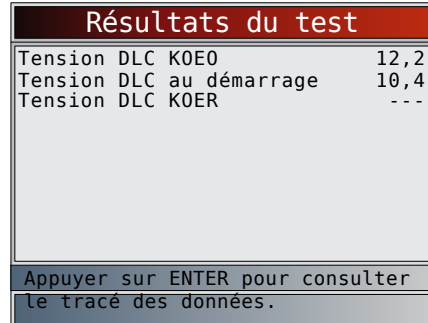 Résultats du test
Tension DLC KOEO 12,2
Tension DLC au démarrage 10,4
Tension DLC KOER ---
Appuyer sur ENTER pour consulter
le tracé des données.